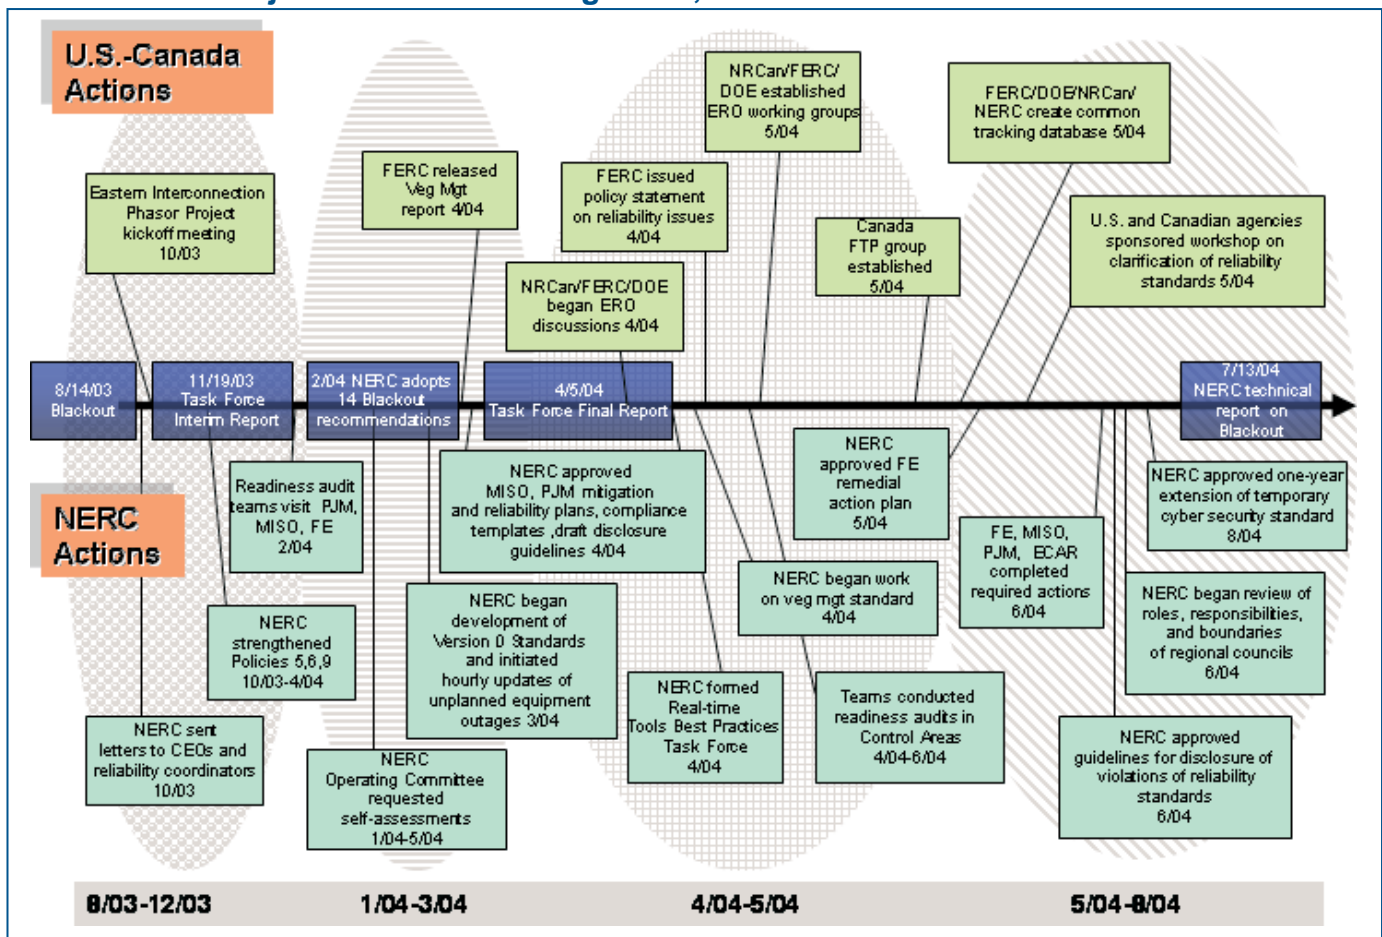 U.S.-Canada
Actions
NRCan/FERC/
DOE established
ERO working groups
5/04
FERC/DOE/NRCan/
NERC create common
tracking database 5/04
FERC released
Veg Mgt
report 4/04
FERC issued
policy statement
on reliability issues
4/04
Eastern Interconnection
Phasor Project
kickoff meeting
10/03
Canada
FTP group
established
5/04
U.S. and Canadian agencies
sponsored workshop on
clarification of reliability
standards 5/04
NRCan/FERC/DOE
began ERO
discussions 4/04
8/14/03
Blackout
11/19/03
Task Force
Interim Report
2/04 NERC adopts
14 Blackout
recommendations
4/5/04
Task Force Final Report
7/13/04
NERC technical
report on
Blackout
NERC
Actions
Readiness audit
teams visit PJM,
MISO, FE
2/04
NERC approved
MISO, PJM mitigation
and reliability plans, compliance
templates ,draft disclosure
guidelines 4/04
NERC
approved FE
remedial
action plan
5/04
NERC approved one-year
extension of temporary
cyber security standard
8/04
FE, MISO,
PJM, ECAR
completed
required actions
6/04
NERC began work
on veg mgt standard
4/04
NERC began review of
roles, responsibilities,
and boundaries
of regional councils
6/04
NERC
strengthened
Policies 5,6,9
10/03-4/04
NERC began
development of
Version 0 Standards
and initiated
hourly updates of
unplanned equipment
outages 3/04
NERC formed
Real-time
Tools Best Practices
Task Force
4/04
Teams conducted
readiness audits in
Control Areas
4/04-6/04
NERC sent
letters to CEOs and
reliability coordinators
10/03
NERC
Operating Committee
requested
self-assessments
1/04-5/04
NERC approved
guidelines for disclosure of
violations of reliability
standards
6/04
8/03-12/03
1/04-3/04
4/04-5/04
5/04-8/04